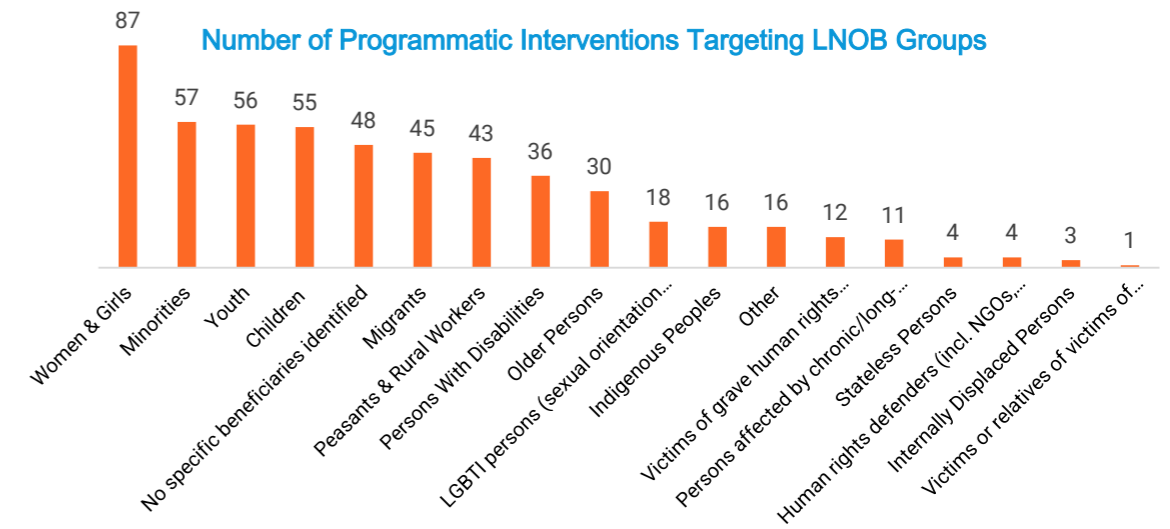 Number of Programmatic Interventions Targeting LNOB Groups
87
57
56
55
48
45
43
36
30
18
16
16
12
11
4
4
3
1
Women & Girls
Minorities
Youth
Children
No specific beneficiaries identified
Migrants
Peasants & Rural Workers
Persons With Disabilities
Older Persons
LGBTI persons (sexual orientation…
Indigenous Peoples
Other
Victims of grave human rights…
Persons affected by chronic/long-…
Stateless Persons
Human rights defenders (incl. NGOs,…
Internally Displaced Persons
Victims or relatives of victims of…